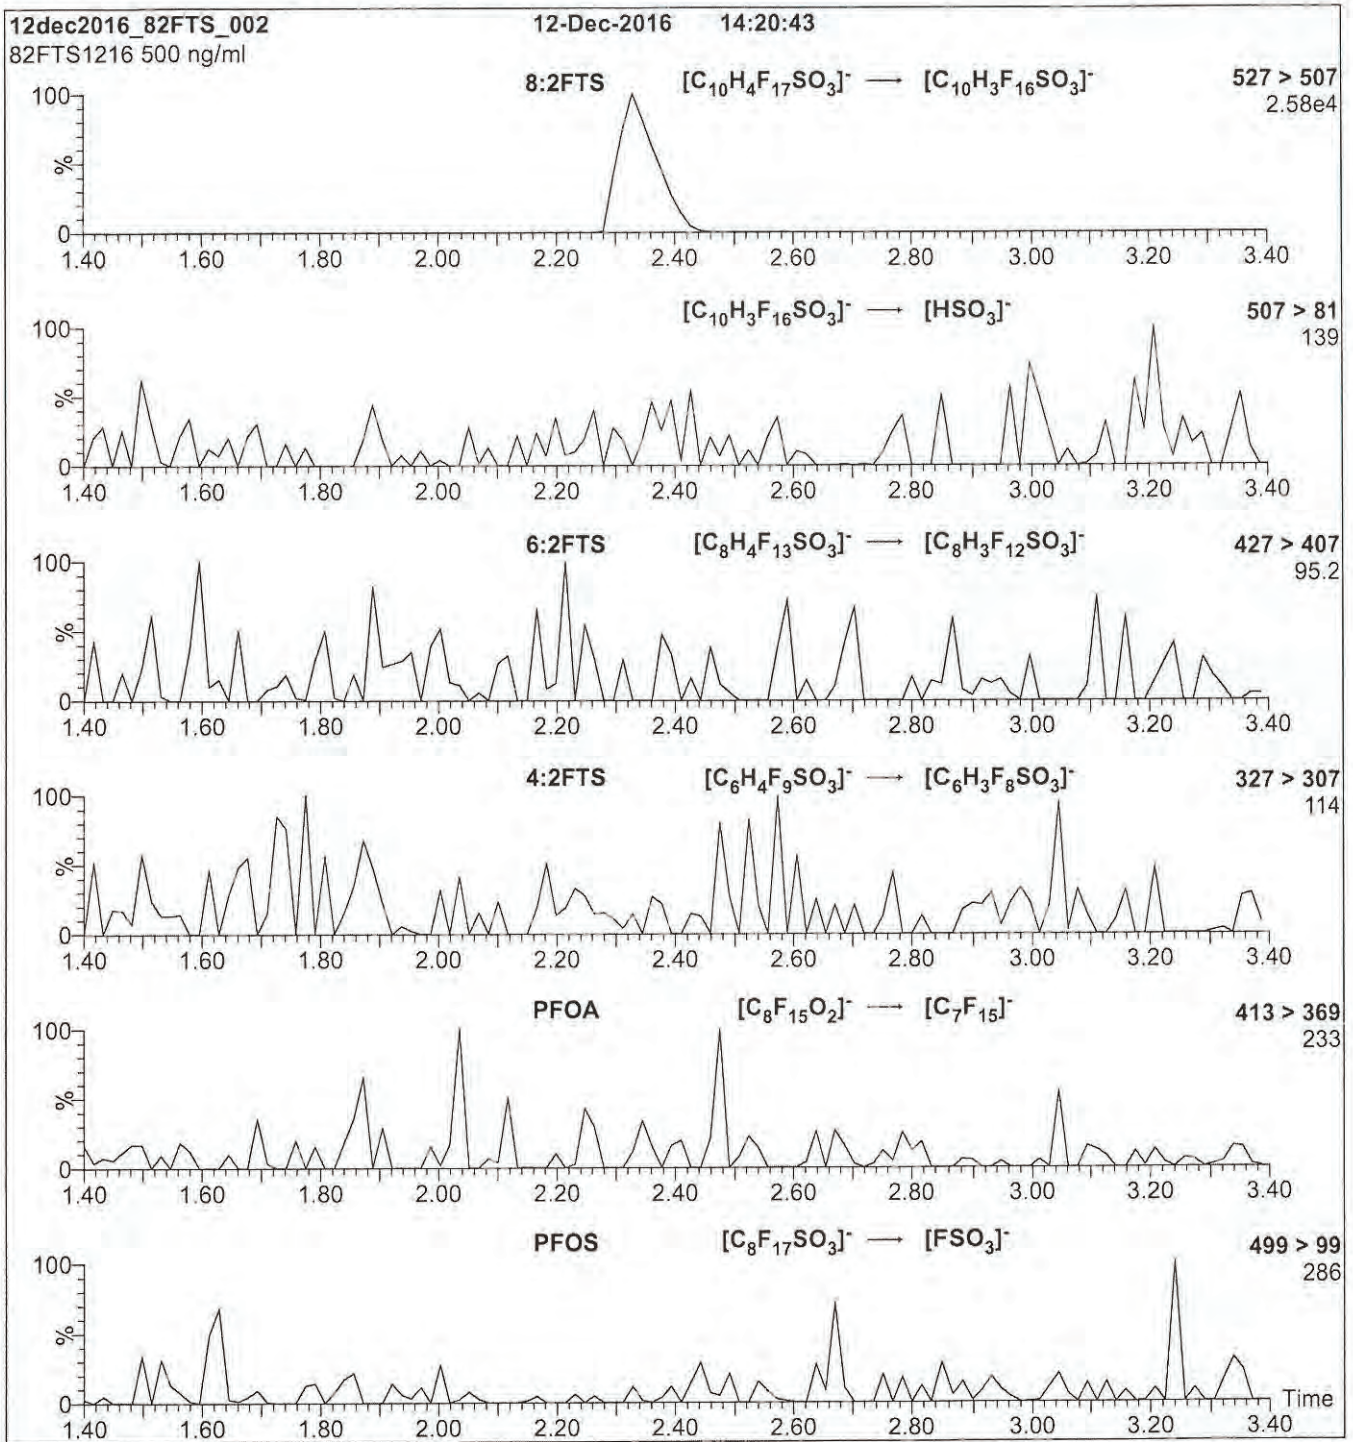 12dec2016_82FTS_002 12-Dec-2016 14:20:43
82FTS1216 500 ng/ml
8:2FTS [C10H4F17SO3]- → [C10H3F16SO3]- 527 > 507
2.58e4
100
%
0
1.40 1.60 1.80 2.00 2.20 2.40 2.60 2.80 3.00 3.20 3.40
[C10H3F16SO3]- → [HSO3]- 507 > 81
139
100
%
0
1.40 1.60 1.80 2.00 2.20 2.40 2.60 2.80 3.00 3.20 3.40
6:2FTS [C8H4F13SO3]- → [C8H3F12SO3]- 427 > 407
95.2
100
%
0
1.40 1.60 1.80 2.00 2.20 2.40 2.60 2.80 3.00 3.20 3.40
4:2FTS [C6H4F9SO3]- → [C6H3F8SO3]- 327 > 307
114
100
%
0
1.40 1.60 1.80 2.00 2.20 2.40 2.60 2.80 3.00 3.20 3.40
PFOA [C8F15O2]- → [C7F15]- 413 > 369
233
100
%
0
1.40 1.60 1.80 2.00 2.20 2.40 2.60 2.80 3.00 3.20 3.40
PFOS [C8F17SO3]- → [FSO3]- 499 > 99
286
100
%
0 Time
1.40 1.60 1.80 2.00 2.20 2.40 2.60 2.80 3.00 3.20 3.40